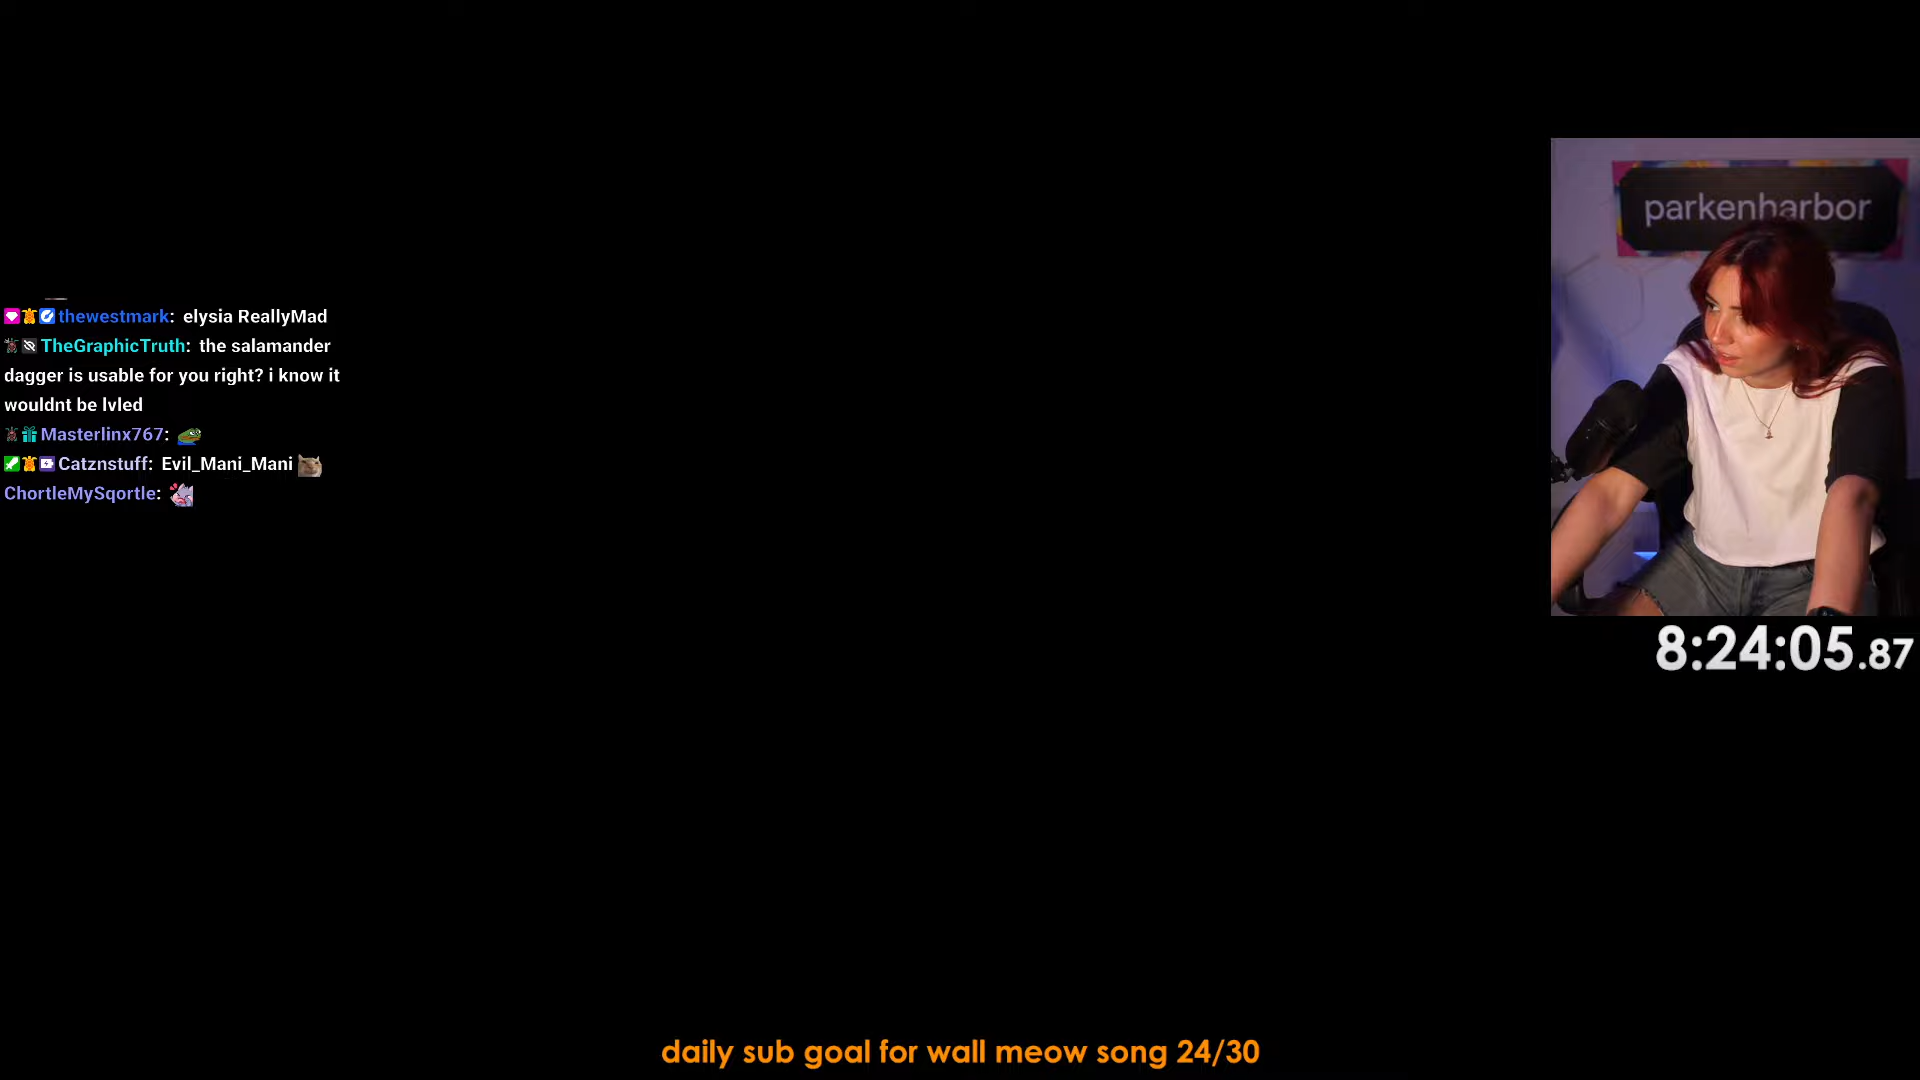 parkenharbor
thewestmark: elysia ReallyMad
TheGraphicTruth: the salamander
dagger is usable for you right? i know it
wouldnt be lvled
Masterlinx767:
Catznstuff: Evil_Mani_Mani
ChortleMySqortle:
8:24:05.87
daily sub goal for wall meow song 24/30